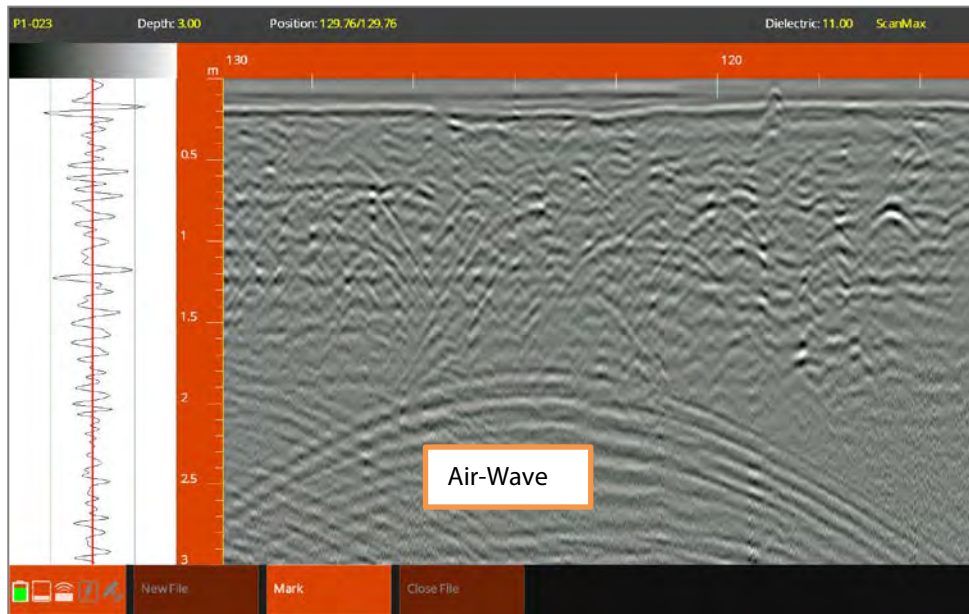 P1-023 Depth: 3.00 Position: 129.76/129.76 Dielectric: 11.00 ScanMax
m 130 120
0.5
1
1.5
2
Air-Wave
2.5
3
New File Mark Close File